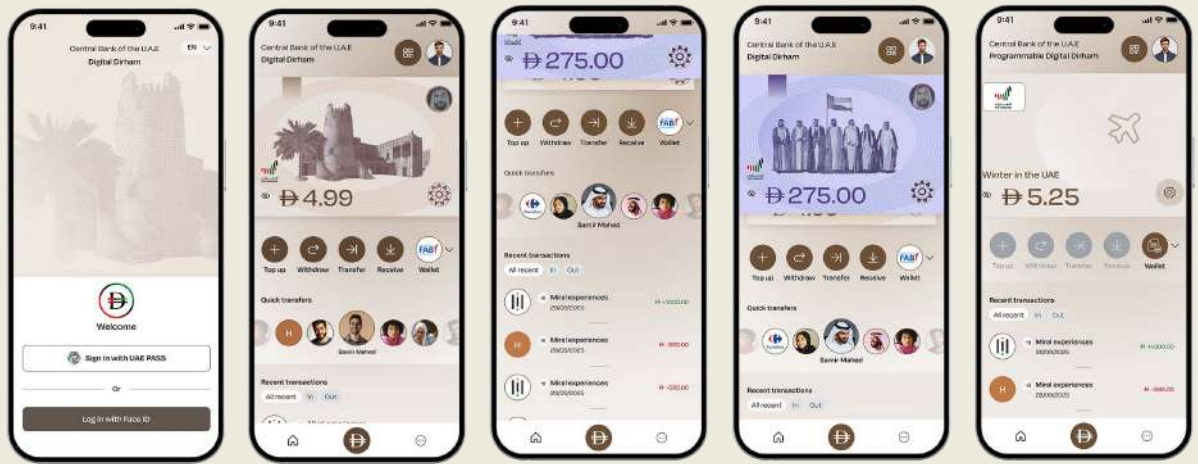 9:41
Central Bank of the U.A.E
Digital Dirham
EN
Welcome
Sign in with UAE PASS
Or
Log in with Face ID
9:41
Central Bank of the U.A.E
Digital Dirham
4.99
Top up Withdraw Transfer Receive Wallet
FAB
Quick transfers
H
Samir Mahed
Recent transactions
All recent In Out
9:41
275.00
Top up Withdraw Transfer Receive Wallet
FAB
Quick transfers
Samir Mahed
Recent transactions
All recent In Out
Miral experiences
H
Miral experiences
Miral experiences
9:41
Central Bank of the U.A.E
Digital Dirham
275.00
Top up Withdraw Transfer Receive Wallet
FAB
Quick transfers
Samir Mahed
Recent transactions
All recent In Out
9:41
Central Bank of the U.A.E
Programmable Digital Dirham
Winter in the UAE
5.25
Top up Withdraw Transfer Receive Wallet
Recent transactions
All recent In Out
Miral experiences
H
Miral experiences